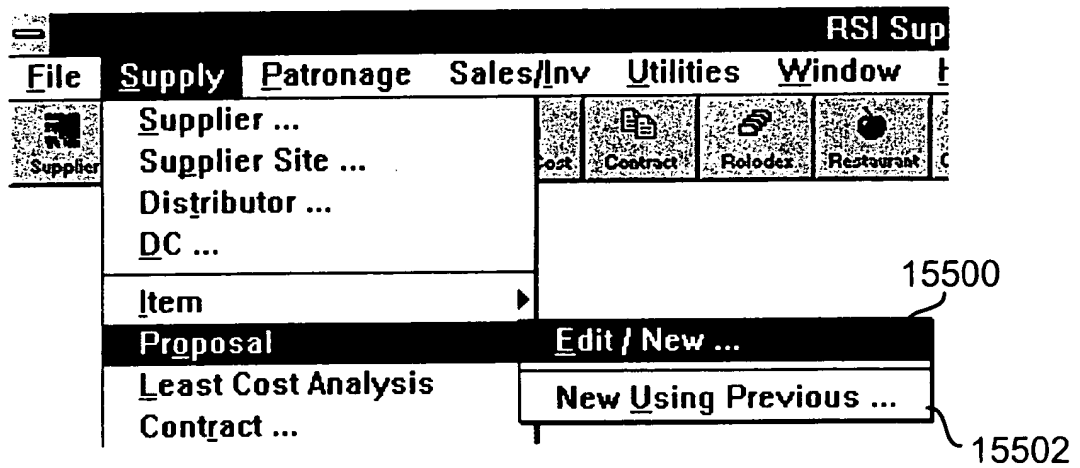 RSI Sup
File Supply Patronage Sales/Inv Utilities Window
Supplier Cost Contract Rolodex Restaurant
Supplier ...
Supplier Site ...
Distributor ...
DC ...
Item
Proposal
Least Cost Analysis
Contract ...
15500
Edit / New ...
New Using Previous ...
15502